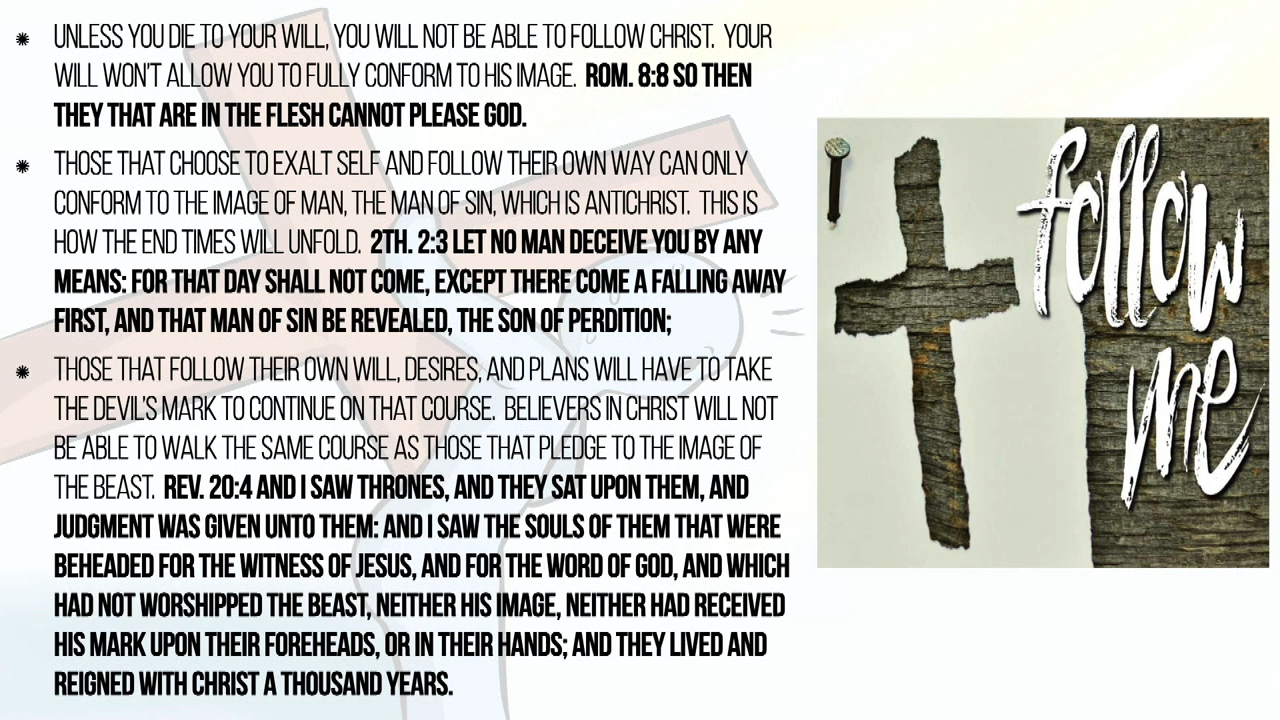 UNLESS YOU DIE TO YOUR WILL, YOU WILL NOT BE ABLE TO FOLLOW CHRIST. YOUR
WILL WON'T ALLOW YOU TO FULLY CONFORM TO HIS IMAGE. ROM. 8:8 SO THEN
THEY THAT ARE IN THE FLESH CANNOT PLEASE GOD.
THOSE THAT CHOOSE TO EXALT SELF AND FOLLOW THEIR OWN WAY CAN ONLY
CONFORM TO THE IMAGE OF MAN, THE MAN OF SIN, WHICH IS ANTICHRIST. THIS IS
HOW THE END TIMES WILL UNFOLD. 2TH. 2:3 LET NO MAN DECEIVE YOU BY ANY
MEANS: FOR THAT DAY SHALL NOT COME, EXCEPT THERE COME A FALLING AWAY
FIRST, AND THAT MAN OF SIN BE REVEALED, THE SON OF PERDITION;
THOSE THAT FOLLOW THEIR OWN WILL, DESIRES, AND PLANS WILL HAVE TO TAKE
THE DEVIL'S MARK TO CONTINUE ON THAT COURSE. BELIEVERS IN CHRIST WILL NOT
BE ABLE TO WALK THE SAME COURSE AS THOSE THAT PLEDGE TO THE IMAGE OF
THE BEAST. REV. 20:4 AND I SAW THRONES, AND THEY SAT UPON THEM, AND
JUDGMENT WAS GIVEN UNTO THEM: AND I SAW THE SOULS OF THEM THAT WERE
BEHEADED FOR THE WITNESS OF JESUS, AND FOR THE WORD OF GOD, AND WHICH
HAD NOT WORSHIPPED THE BEAST, NEITHER HIS IMAGE, NEITHER HAD RECEIVED
HIS MARK UPON THEIR FOREHEADS, OR IN THEIR HANDS; AND THEY LIVED AND
REIGNED WITH CHRIST A THOUSAND YEARS.
follow
me